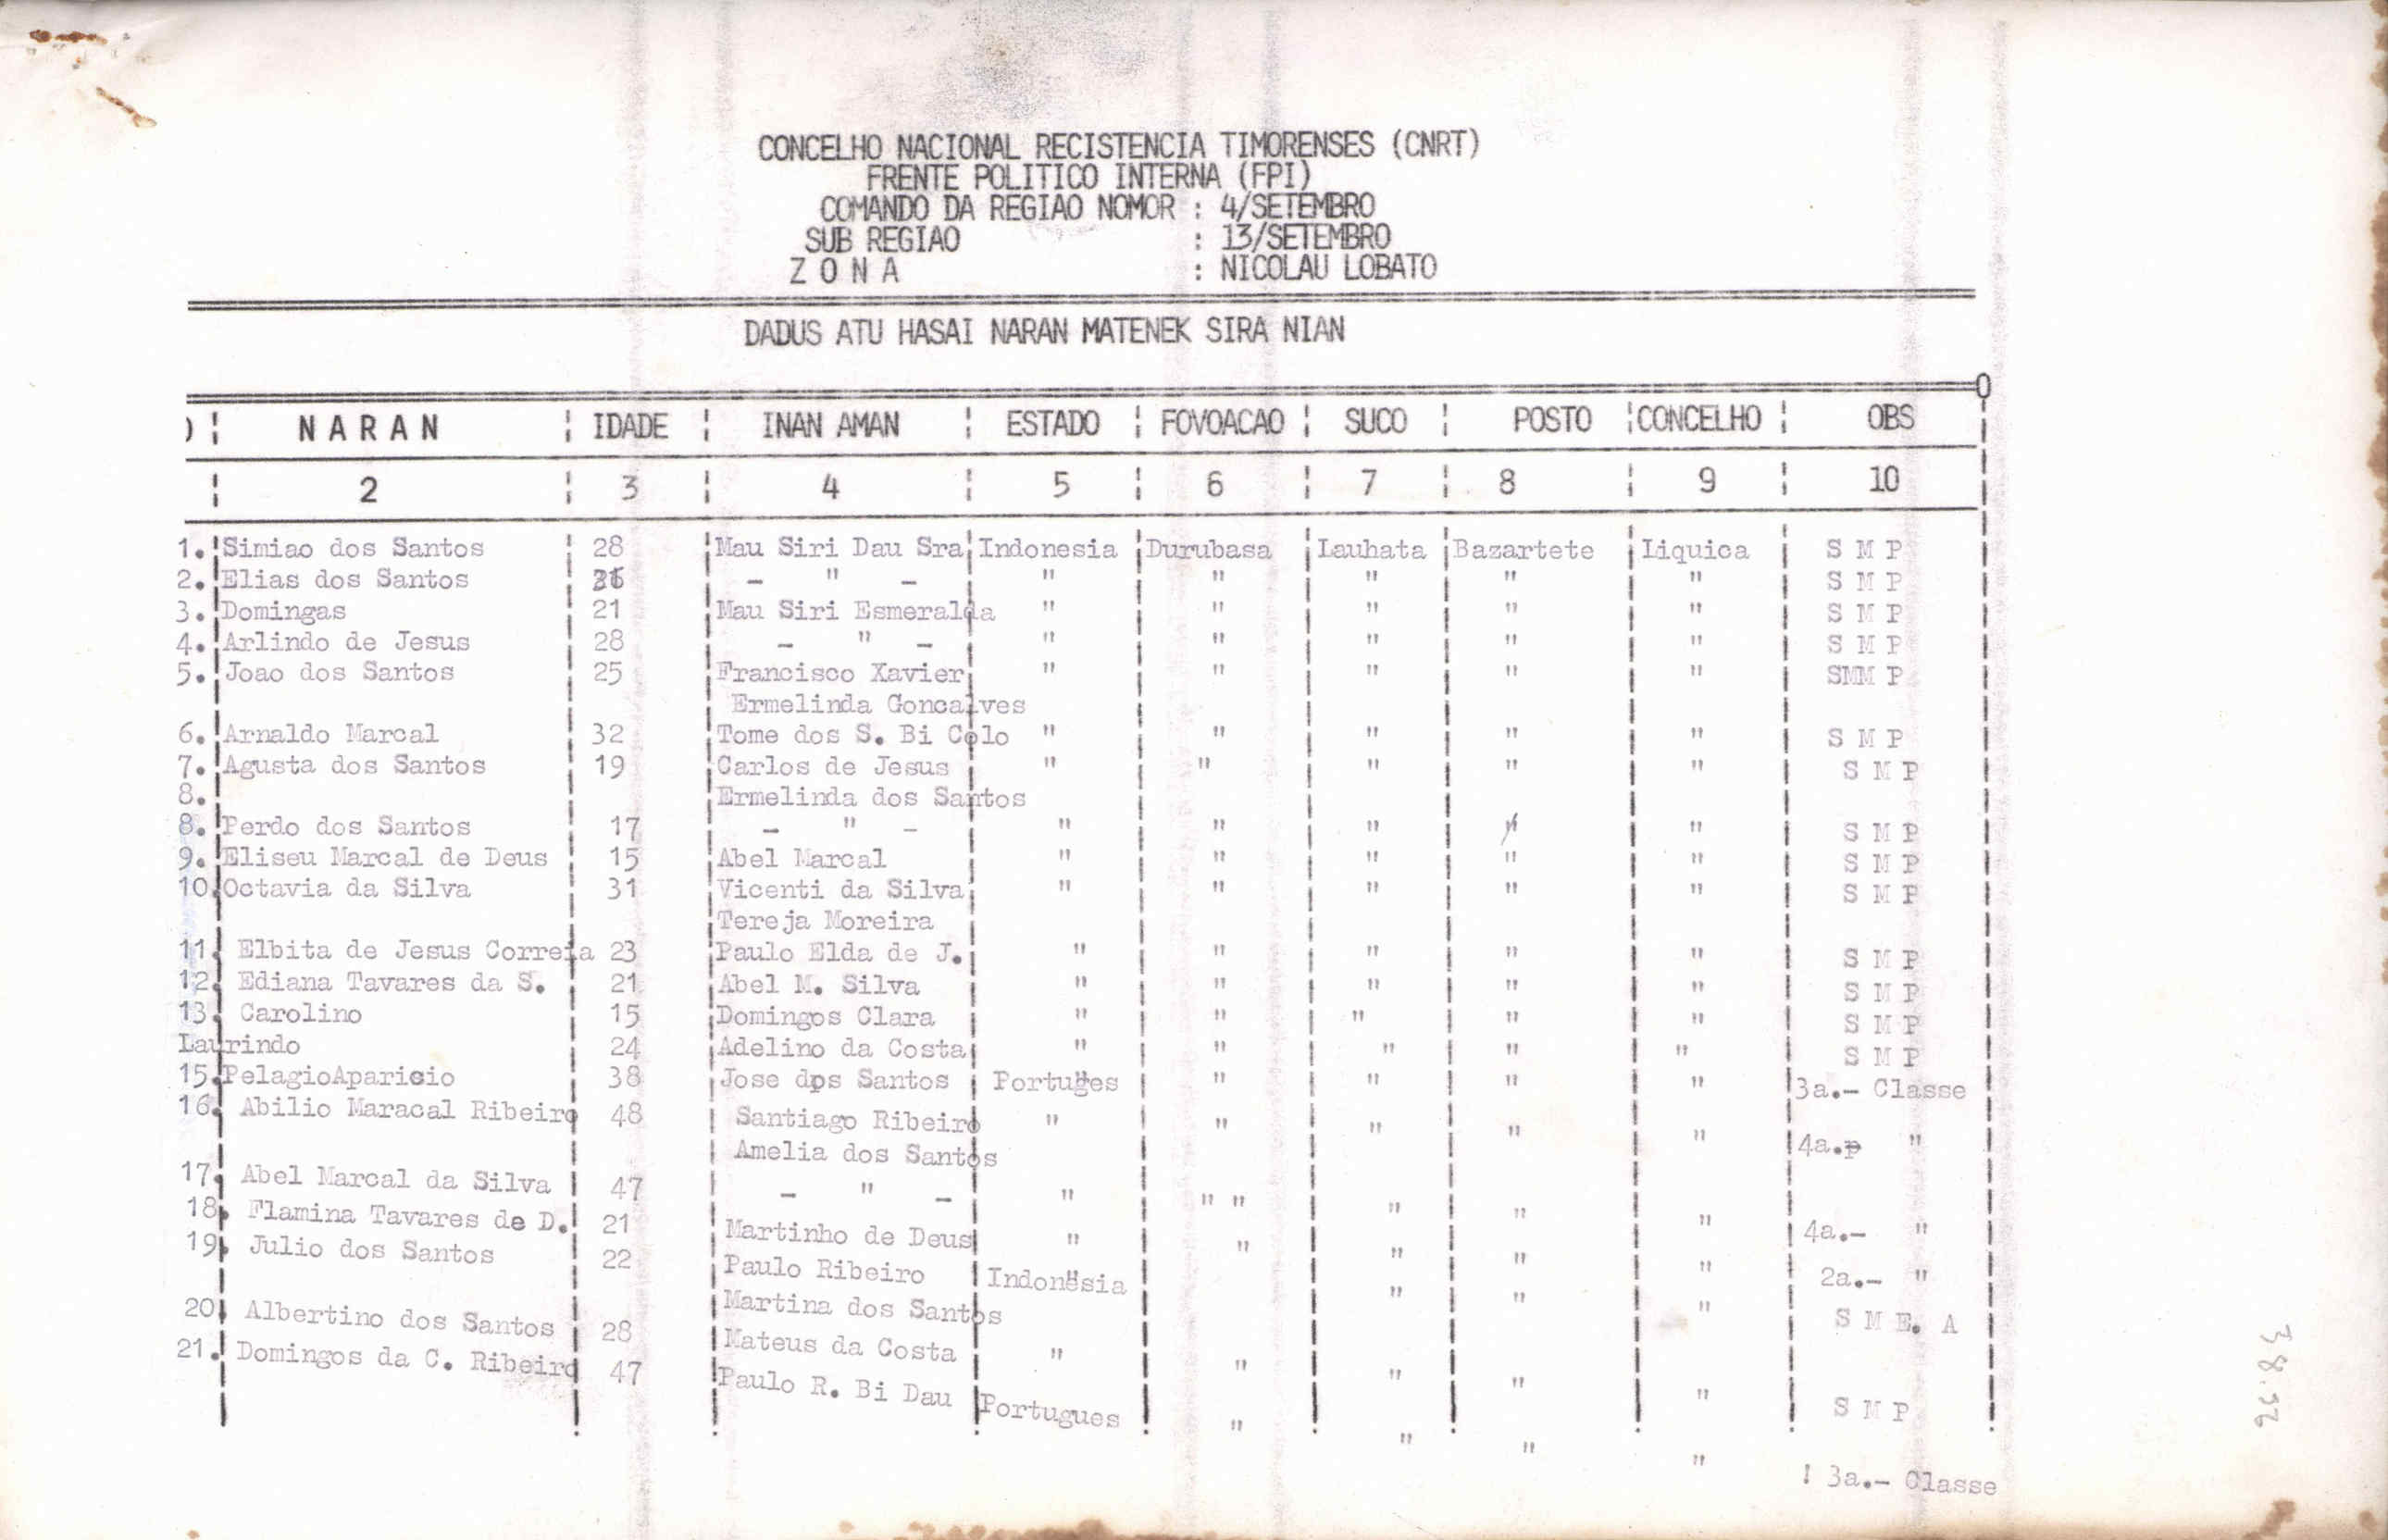 CONCELHO NACIONAL RECISTENCIA TIMORENSES (CNRT)
FRENTE POLITICO INTERNA (FPI)
COMANDO DA REGIAO NOMOR : 4/SETEMBRO
SUB REGIAO : 13/SETEMBRO
Z O N A : NICOLAU LOBATO
DADUS ATU HASAI NARAN MATENEK SIRA NIAN
N A R A N IDADE INAN AMAN ESTADO FOVOACAO SUCO POSTO CONCELHO OBS
2 3 4 5 6 7 8 9 10
1. Simiao dos Santos 28 Mau Siri Dau Sra Indonesia Durubasa Lauhata Bazartete Liquica S M P
2. Elias dos Santos - " - " " " " " S M P
3. Domingas 21 Mau Siri Esmeralda " " " " " S M P
4. Arlindo de Jesus 28 - " - " " " " " S M P
5. Joao dos Santos 25 Francisco Xavier " " " " " SMM P
Ermelinda Goncalves
6. Arnaldo Marcal 32 Tome dos S. Bi Colo " " " " " S M P
7. Agusta dos Santos 19 Carlos de Jesus " " " " " S M P
8. Ermelinda dos Santos
8. Perdo dos Santos 17 - " - " " " " " S M P
9. Eliseu Marcal de Deus 15 Abel Marcal " " " " " S M P
10. Octavia da Silva 31 Vicenti da Silva " " " " " S M P
Tereja Moreira
11. Elbita de Jesus Correia 23 Paulo Elda de J. " " " " " S M P
12. Ediana Tavares da S. 21 Abel M. Silva " " " " " S M P
13. Carolino 15 Domingos Clara " " " " " S M P
Laurindo 24 Adelino da Costa " " " " " S M P
15. PelagioAparicio 38 Jose dos Santos Portuges " " " " 3a.- Classe
16. Abilio Maracal Ribeiro 48 Santiago Ribeiro " " " " " 4a. "
Amelia dos Santos
17. Abel Marcal da Silva 47 - " - " " " " " " 4a.- "
18. Flamina Tavares de D. 21 Martinho de Deus " " " " " 2a.- "
19. Julio dos Santos 22 Paulo Ribeiro Indonesia " " " " S M E. A
Martina dos Santos
20. Albertino dos Santos 28 Mateus da Costa " " " " " S M P
21. Domingos da C. Ribeiro 47 Paulo R. Bi Dau Portugues " " " " 3a.- Classe
38.56